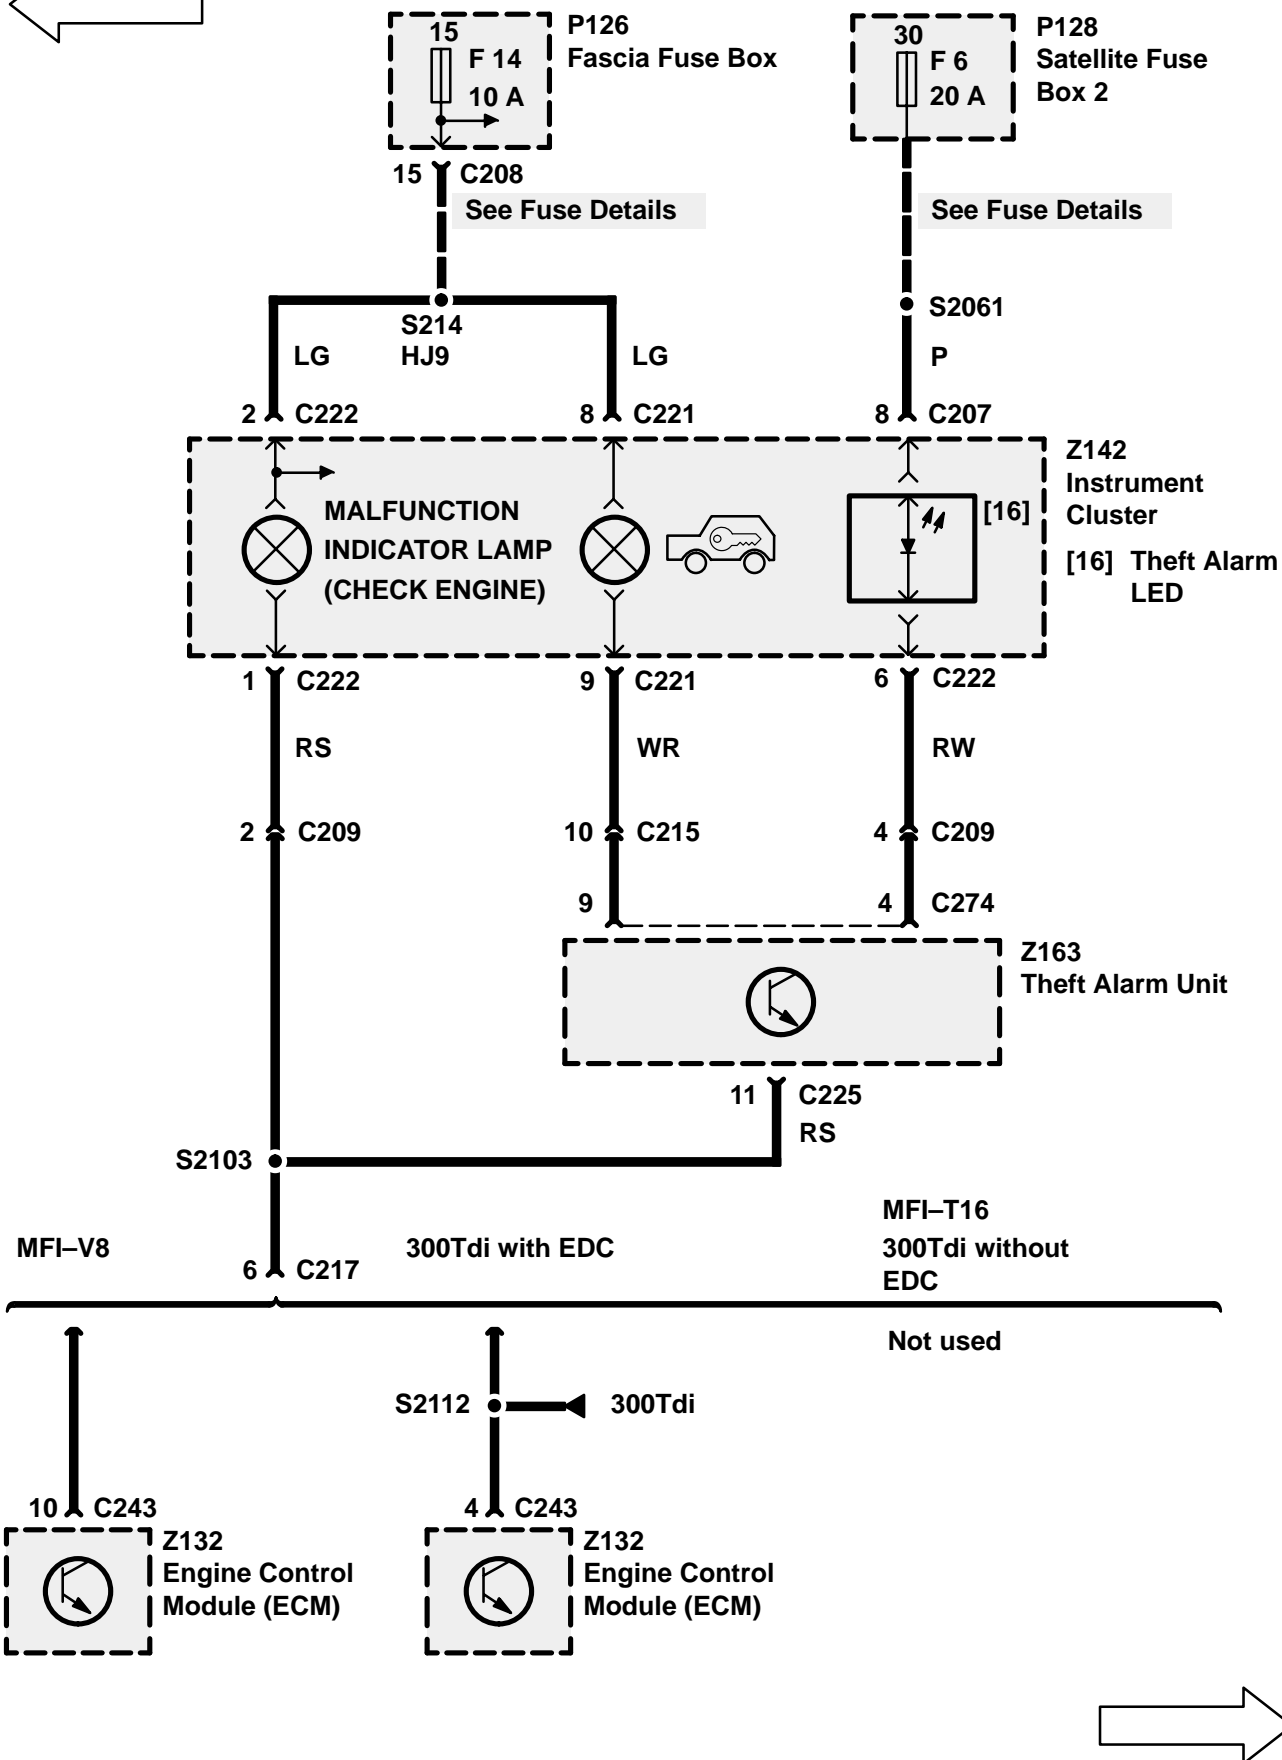 15
F 14
10 A
P126
Fascia Fuse Box
30
F 6
20 A
P128
Satellite Fuse
Box 2
15 C208
See Fuse Details
See Fuse Details
S214
HJ9
S2061
LG
LG
P
2 C222
8 C221
8 C207
MALFUNCTION
INDICATOR LAMP
(CHECK ENGINE)
[16]
Z142
Instrument
Cluster
[16] Theft Alarm
LED
1 C222
9 C221
6 C222
RS
WR
RW
2 C209
10 C215
4 C209
9
4 C274
Z163
Theft Alarm Unit
11 C225
RS
S2103
MFI–V8
6 C217
300Tdi with EDC
MFI–T16
300Tdi without
EDC
Not used
S2112
300Tdi
10 C243
4 C243
Z132
Engine Control
Module (ECM)
Z132
Engine Control
Module (ECM)